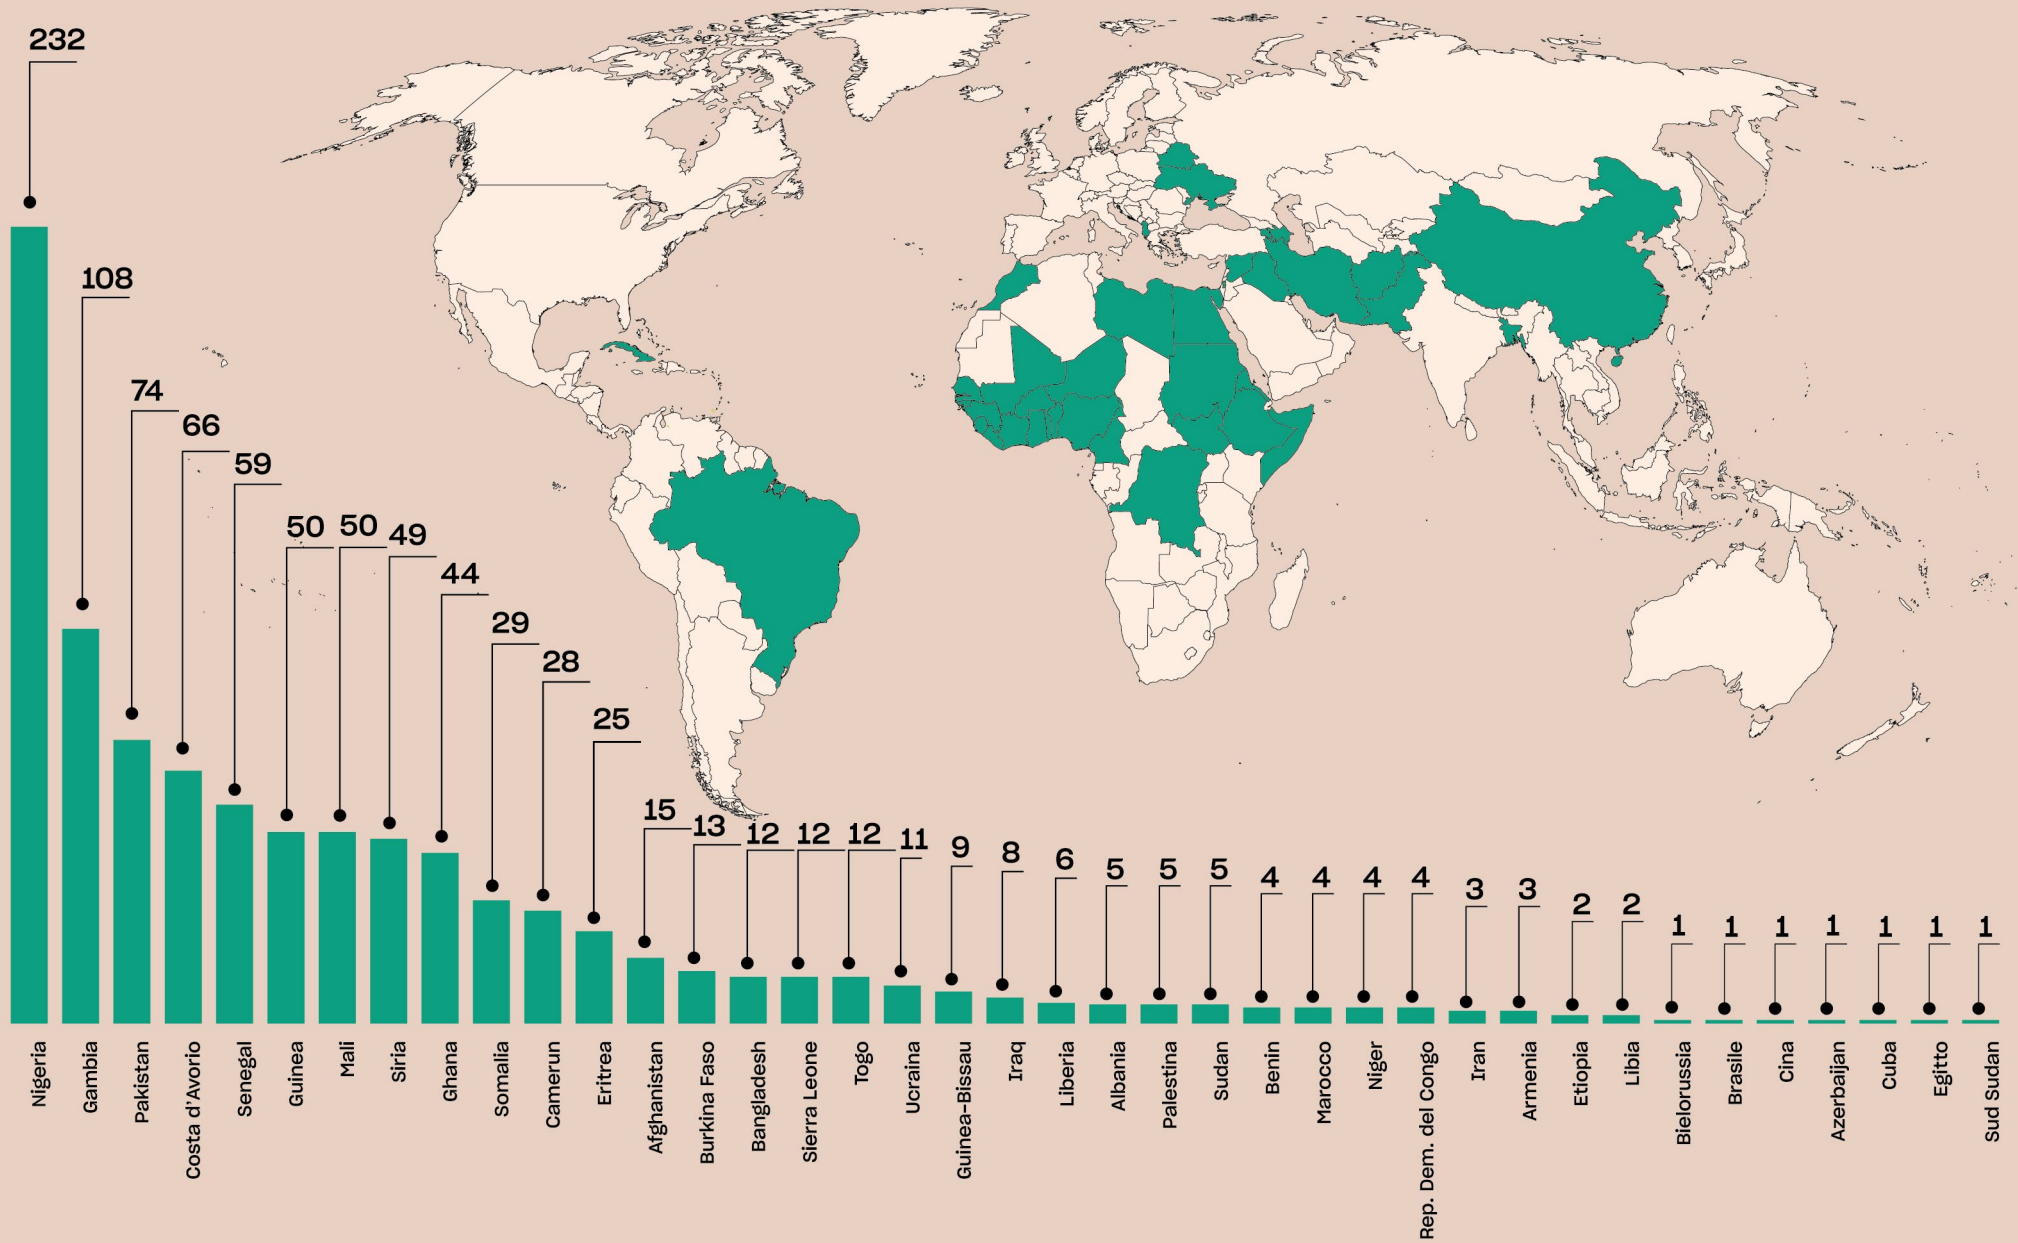 232
108
74
66
59
50
50
49
44
29
28
25
15
13
12
12
12
11
9
8
6
5
5
5
4
4
4
4
3
3
2
2
1
1
1
1
1
1
1
Nigeria
Gambia
Pakistan
Costa d'Avorio
Senegal
Guinea
Mali
Siria
Ghana
Somalia
Camerun
Eritrea
Afghanistan
Burkina Faso
Bangladesh
Sierra Leone
Togo
Ucraina
Guinea-Bissau
Iraq
Liberia
Albania
Palestina
Sudan
Benin
Marocco
Niger
Rep. Dem. del Congo
Iran
Armenia
Etiopia
Libia
Bielorussia
Brasile
Cina
Azerbaijan
Cuba
Egitto
Sud Sudan